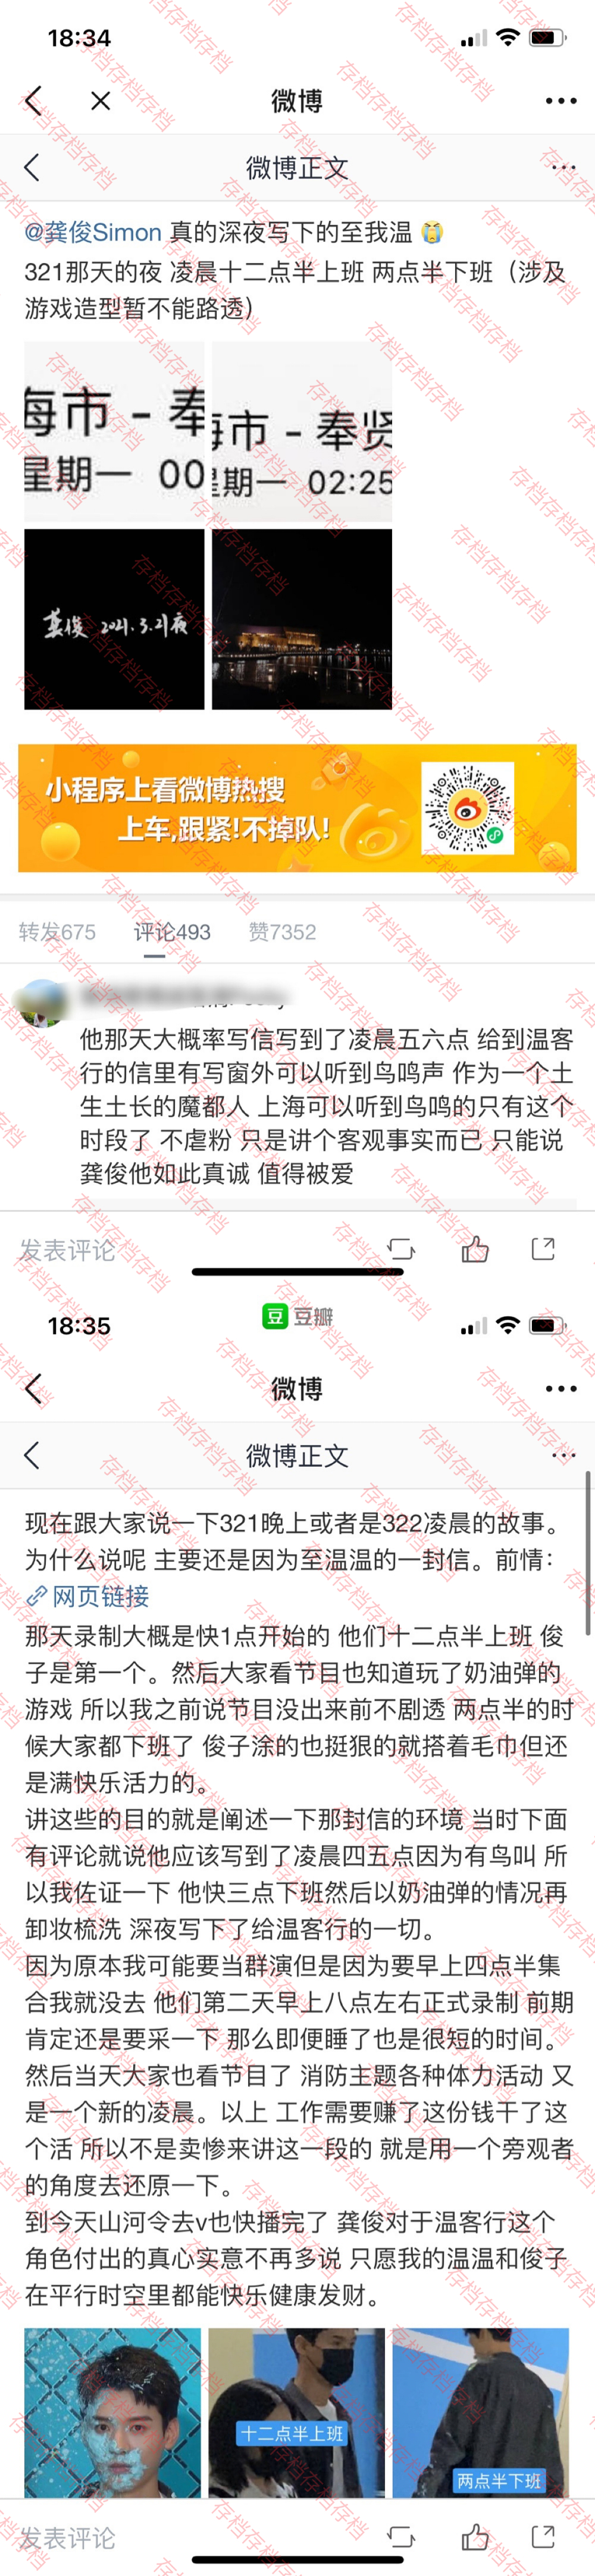 18:34
微博
微博正文
@龚俊Simon 真的深夜写下的至我温
321那天的夜 凌晨十二点半上班 两点半下班（涉及
游戏造型暂不能路透）
海市 - 奉
星期一 00
海市 - 奉贤
星期一 02:25
龚俊 2021.3.21夜
小程序上看微博热搜
上车,跟紧!不掉队!
转发675 评论493 赞7352
他那天大概率写信写到了凌晨五六点 给到温客
行的信里有写窗外可以听到鸟鸣声 作为一个土
生土长的魔都人 上海可以听到鸟鸣的只有这个
时段了 不虐粉 只是讲个客观事实而已 只能说
龚俊他如此真诚 值得被爱
发表评论
豆 豆瓣
18:35
微博
微博正文
现在跟大家说一下321晚上或者是322凌晨的故事。
为什么说呢 主要还是因为至温温的一封信。前情：
网页链接
那天录制大概是快1点开始的 他们十二点半上班 俊
子是第一个。然后大家看节目也知道玩了奶油弹的
游戏 所以我之前说节目没出来前不剧透 两点半的时
候大家都下班了 俊子涂的也挺狠的就搭着毛巾但还
是满快乐活力的。
讲这些的目的就是阐述一下那封信的环境 当时下面
有评论就说他应该写到了凌晨四五点因为有鸟叫 所
以我佐证一下 他快三点下班然后以奶油弹的情况再
卸妆梳洗 深夜写下了给温客行的一切。
因为原本我可能要当群演但是因为要早上四点半集
合我就没去 他们第二天早上八点左右正式录制 前期
肯定还是要采一下 那么即便睡了也是很短的时间。
然后当天大家也看节目了 消防主题各种体力活动 又
是一个新的凌晨。以上 工作需要赚了这份钱干了这
个活 所以不是卖惨来讲这一段的 就是用一个旁观者
的角度去还原一下。
到今天山河令去v也快播完了 龚俊对于温客行这个
角色付出的真心实意不再多说 只愿我的温温和俊子
在平行时空里都能快乐健康发财。
十二点半上班
两点半下班
发表评论
存档存档存档